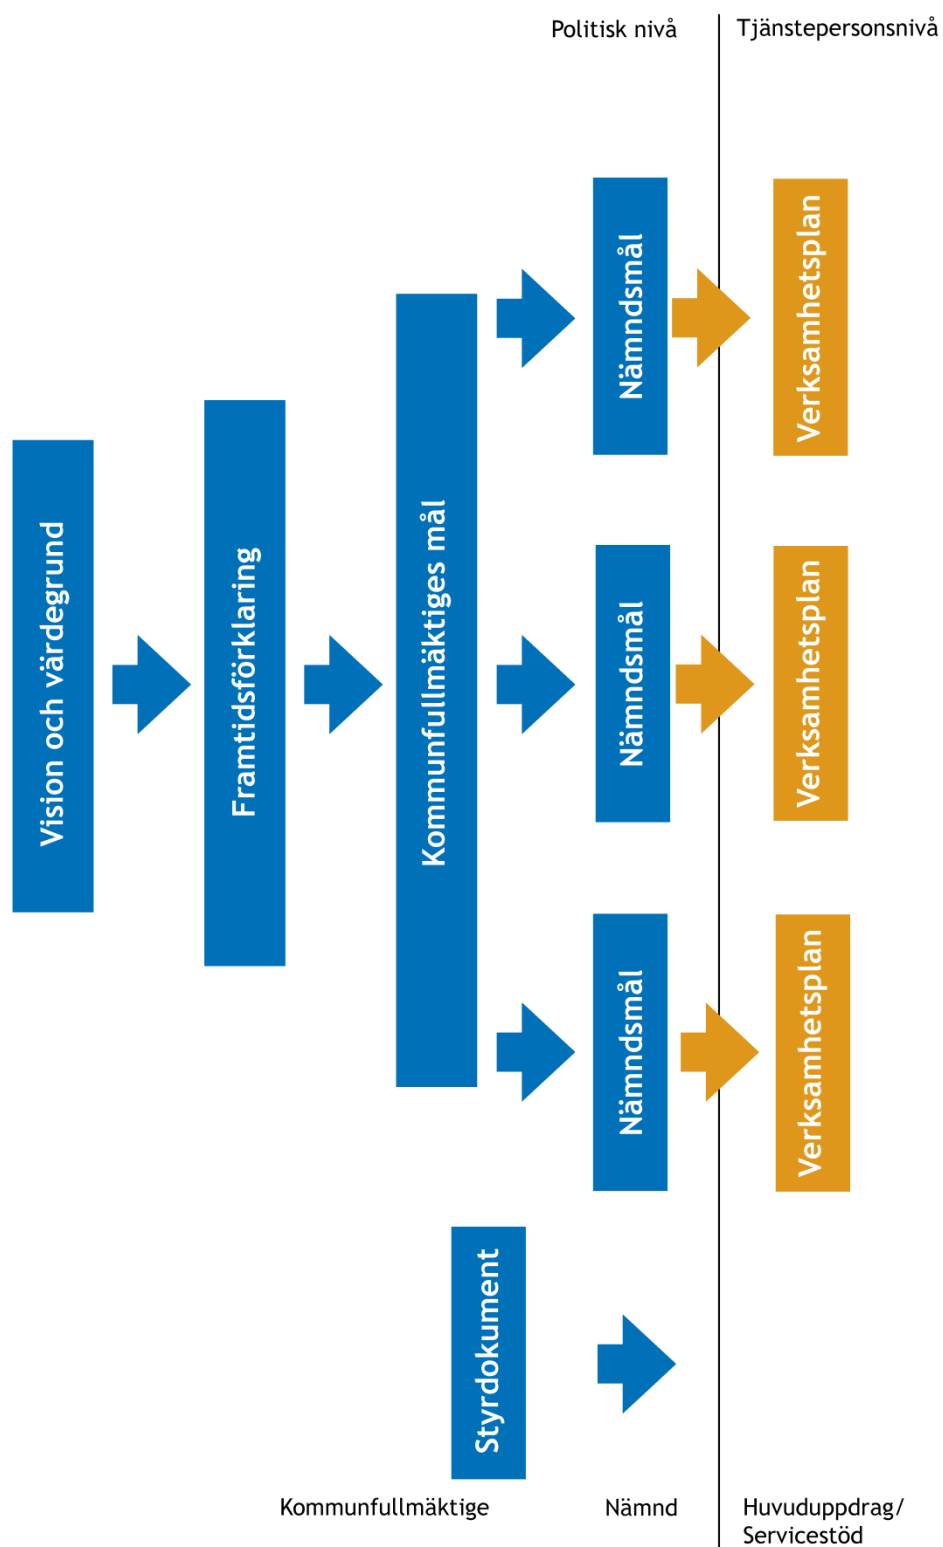 Politisk nivå
Tjänstepersonsnivå
Vision och värdegrund
Framtidsförklaring
Kommunfullmäktiges mål
Nämndsmål
Verksamhetsplan
Nämndsmål
Verksamhetsplan
Nämndsmål
Verksamhetsplan
Styrdokument
Kommunfullmäktige
Nämnd
Huvuduppdrag/
Servicestöd